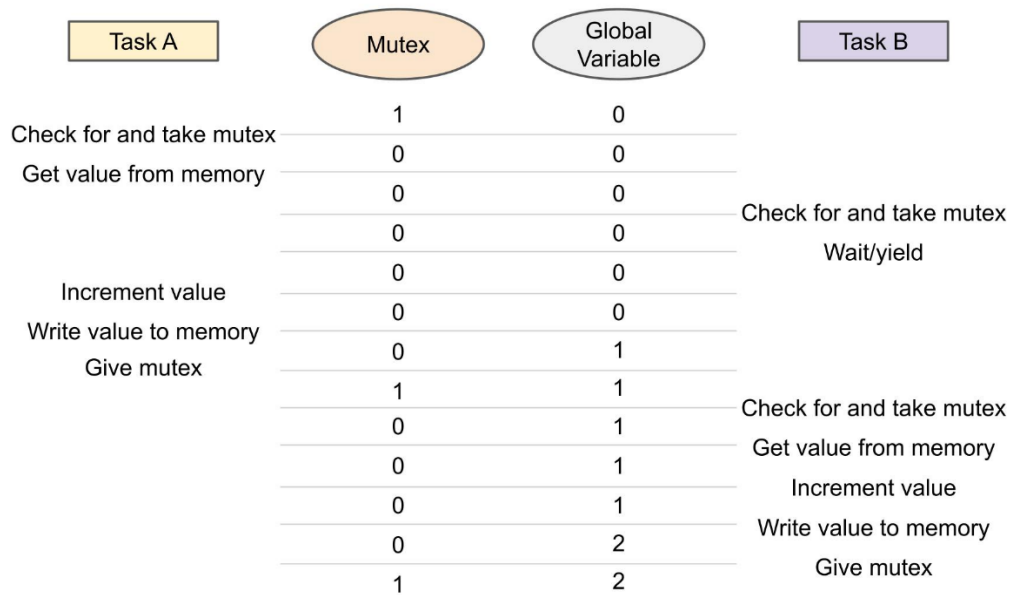 Task A
Mutex
Global
Variable
Task B
1 0
Check for and take mutex
0 0
Get value from memory
0 0
Check for and take mutex
0 0
Wait/yield
0 0
Increment value
0 0
Write value to memory
0 1
Give mutex
1 1
Check for and take mutex
0 1
Get value from memory
0 1
Increment value
0 1
Write value to memory
0 2
Give mutex
1 2